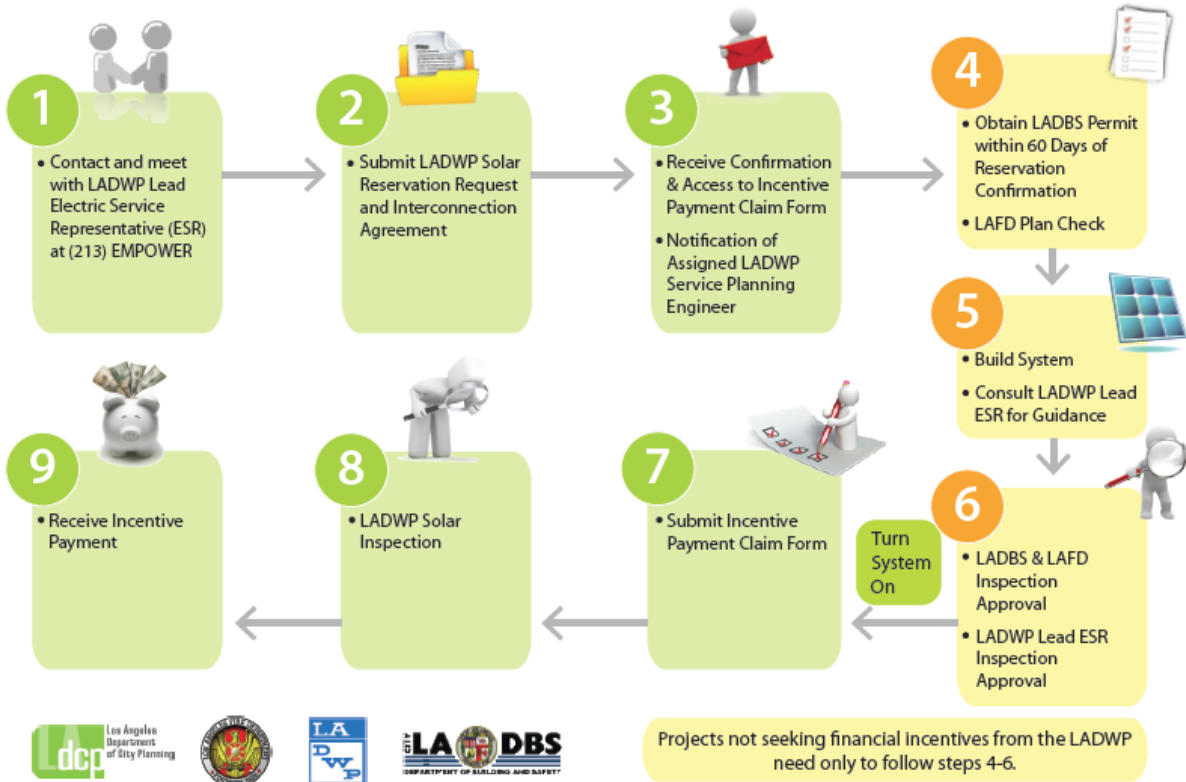 1
• Contact and meet
with LADWP Lead
Electric Service
Representative (ESR)
at (213) EMPOWER
2
• Submit LADWP Solar
Reservation Request
and Interconnection
Agreement
3
• Receive Confirmation
& Access to Incentive
Payment Claim Form
• Notification of
Assigned LADWP
Service Planning
Engineer
4
• Obtain LADBS Permit
within 60 Days of
Reservation
Confirmation
• LAFD Plan Check
5
• Build System
• Consult LADWP Lead
ESR for Guidance
6
• LADBS & LAFD
Inspection
Approval
• LADWP Lead ESR
Inspection
Approval
Turn
System
On
7
• Submit Incentive
Payment Claim Form
8
• LADWP Solar
Inspection
9
• Receive Incentive
Payment
LAdcp
Los Angeles
Department
of City Planning
LA
D
W
P
CITY
LA DBS
DEPARTMENT OF BUILDING AND SAFETY
Projects not seeking financial incentives from the LADWP
need only to follow steps 4-6.